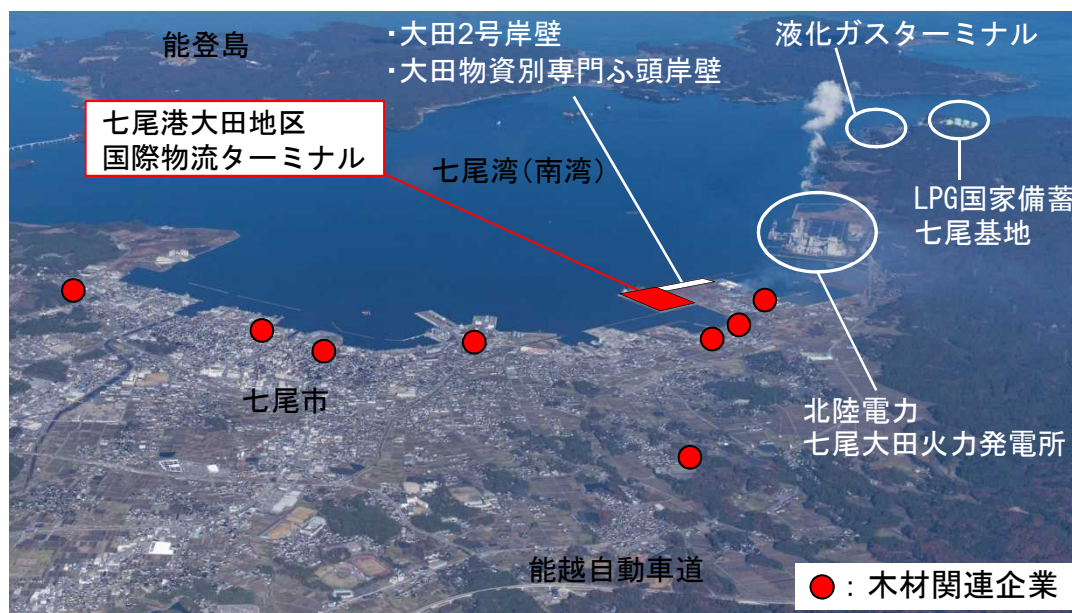 能登島
・大田2号岸壁
・大田物資別専門ふ頭岸壁
液化ガスターミナル
七尾港大田地区
国際物流ターミナル
七尾湾(南湾)
LPG国家備蓄
七尾基地
七尾市
北陸電力
七尾大田火力発電所
能越自動車道
：木材関連企業